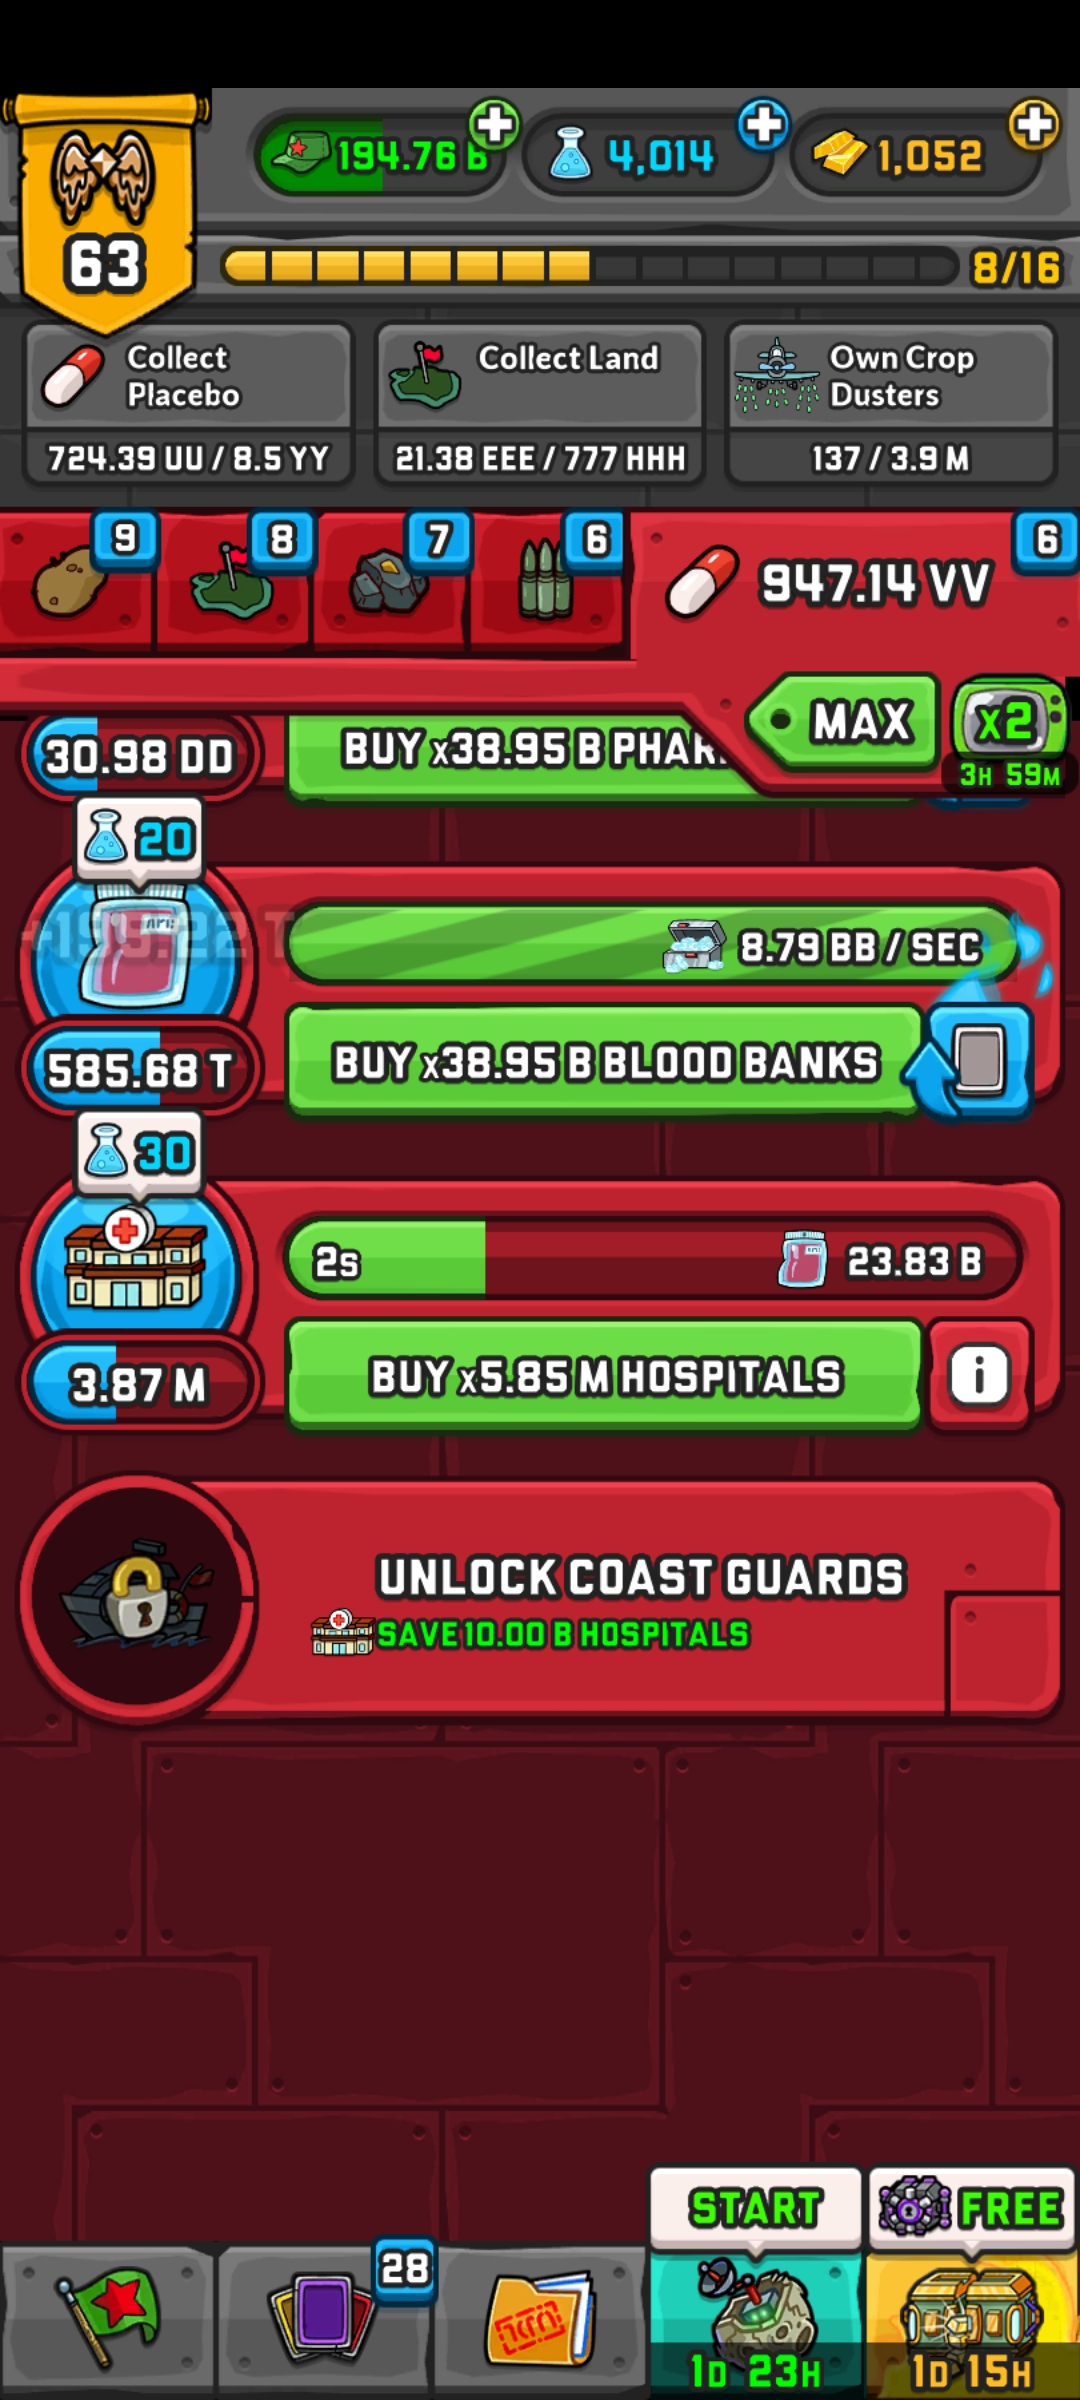 194.76 B
4,014
1,052
63
8/16
Collect
Placebo
724.39 UU / 8.5 YY
Collect Land
21.38 EEE / 777 HHH
Own Crop
Dusters
137 / 3.9 M
9
8
7
6
947.14 VV
6
MAX
x2
3H 59M
30.98 DD
BUY x38.95 B PHAR
20
8.79 BB / SEC
585.68 T
BUY x38.95 B BLOOD BANKS
30
2s
23.83 B
3.87 M
BUY x5.85 M HOSPITALS
i
UNLOCK COAST GUARDS
SAVE 10.00 B HOSPITALS
START
FREE
28
1D 23H
1D 15H